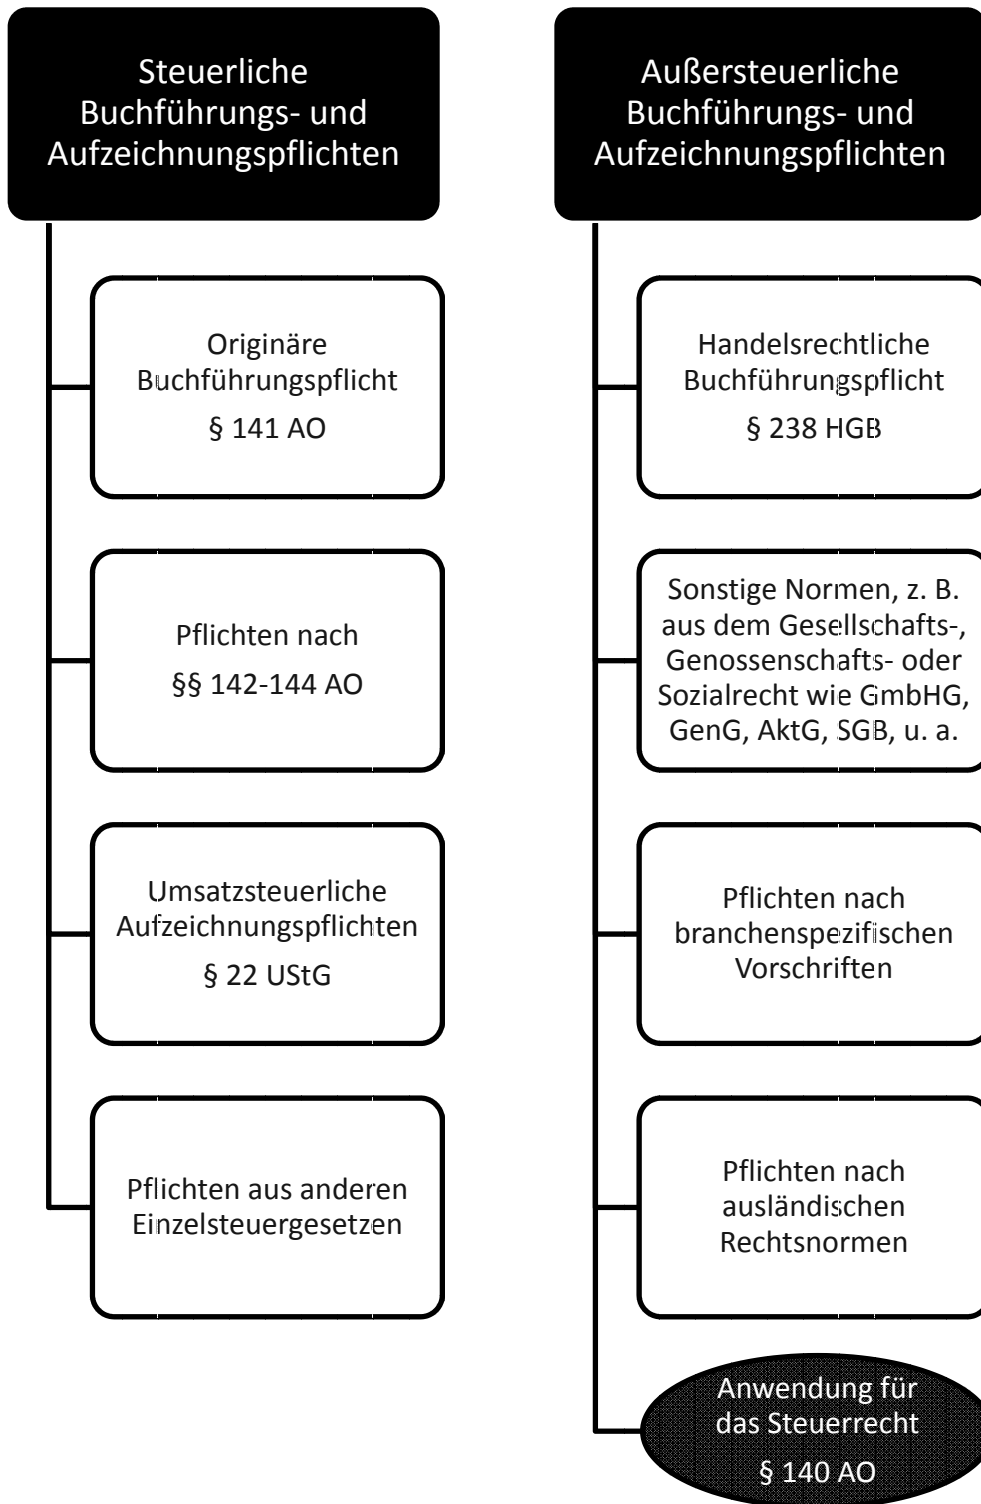 Steuerliche
Buchführungs- und
Aufzeichnungspflichten
Originäre
Buchführungspflicht
§ 141 AO
Pflichten nach
§§ 142-144 AO
Umsatzsteuerliche
Aufzeichnungspflichten
§ 22 UStG
Pflichten aus anderen
Einzelsteuergesetzen
Außersteuerliche
Buchführungs- und
Aufzeichnungspflichten
Handelsrechtliche
Buchführungspflicht
§ 238 HGB
Sonstige Normen, z. B.
aus dem Gesellschafts-,
Genossenschafts- oder
Sozialrecht wie GmbHG,
GenG, AktG, SGB, u. a.
Pflichten nach
branchenspezifischen
Vorschriften
Pflichten nach
ausländischen
Rechtsnormen
Anwendung für
das Steuerrecht
§ 140 AO